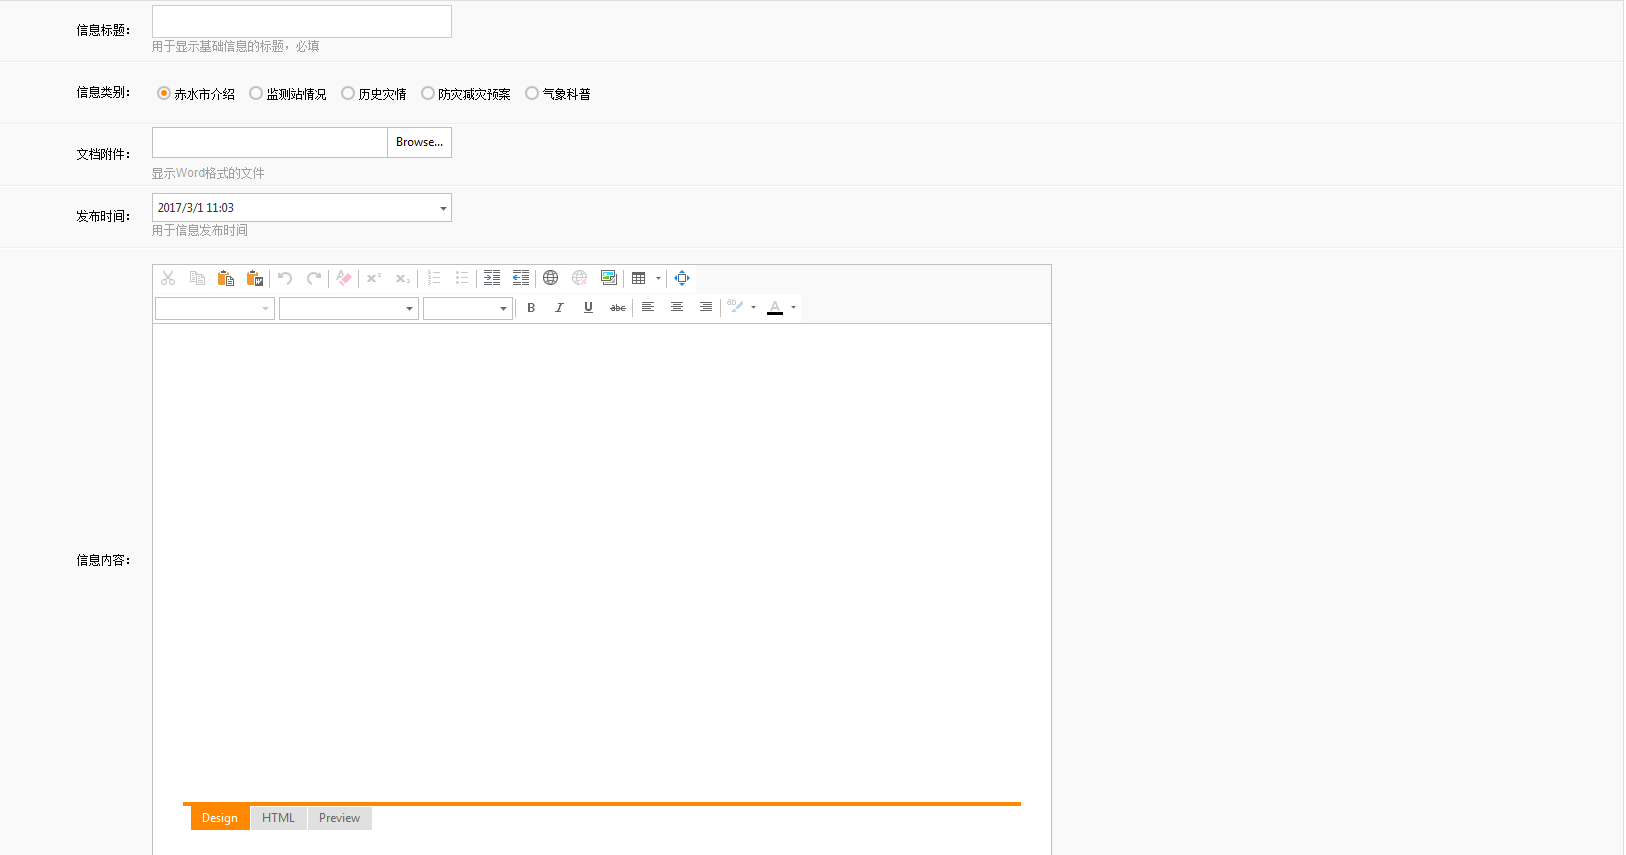 信息标题：
用于显示基础信息的标题，必填
信息类别：
赤水市介绍 监测站情况 历史灾情 防灾减灾预案 气象科普
文档附件：
Browse...
显示Word格式的文件
发布时间：
2017/3/1 11:03
用于信息发布时间
B I U abc ab A
信息内容：
Design HTML Preview